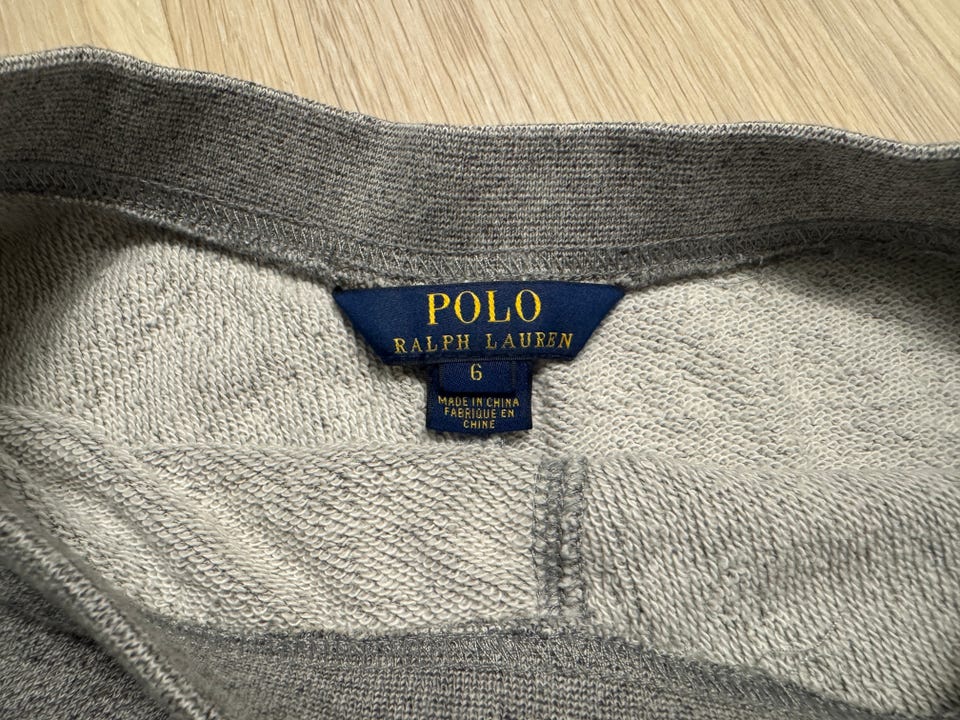 POLO
RALPH LAUREN
6
MADE IN CHINA
FABRIQUE EN
CHINE